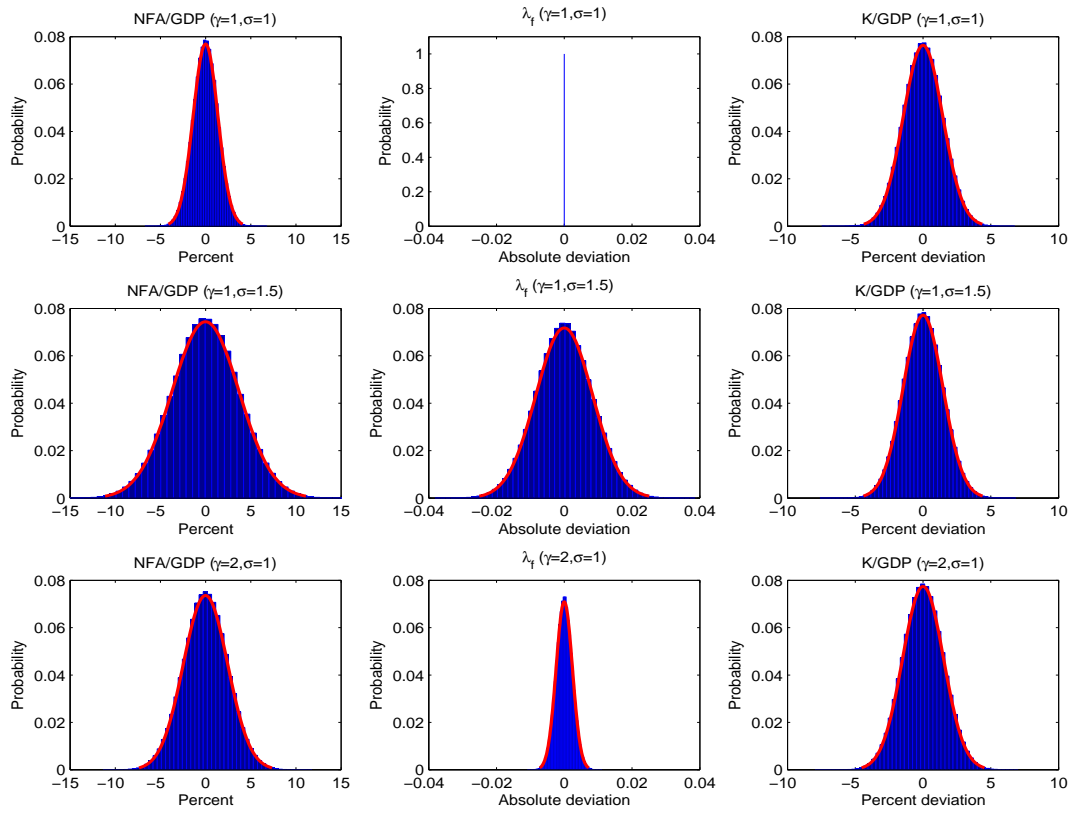 NFA/GDP (γ=1,σ=1)
0.08
0.06
0.04
0.02
0
Probability
−15 −10 −5 0 5 10 15
Percent
λf (γ=1,σ=1)
1
0.8
0.6
0.4
0.2
0
Probability
−0.04 −0.02 0 0.02 0.04
Absolute deviation
K/GDP (γ=1,σ=1)
0.08
0.06
0.04
0.02
0
Probability
−10 −5 0 5 10
Percent deviation
NFA/GDP (γ=1,σ=1.5)
0.08
0.06
0.04
0.02
0
Probability
−15 −10 −5 0 5 10 15
Percent
λf (γ=1,σ=1.5)
0.08
0.06
0.04
0.02
0
Probability
−0.04 −0.02 0 0.02 0.04
Absolute deviation
K/GDP (γ=1,σ=1.5)
0.08
0.06
0.04
0.02
0
Probability
−10 −5 0 5 10
Percent deviation
NFA/GDP (γ=2,σ=1)
0.08
0.06
0.04
0.02
0
Probability
−15 −10 −5 0 5 10 15
Percent
λf (γ=2,σ=1)
0.08
0.06
0.04
0.02
0
Probability
−0.04 −0.02 0 0.02 0.04
Absolute deviation
K/GDP (γ=2,σ=1)
0.08
0.06
0.04
0.02
0
Probability
−10 −5 0 5 10
Percent deviation